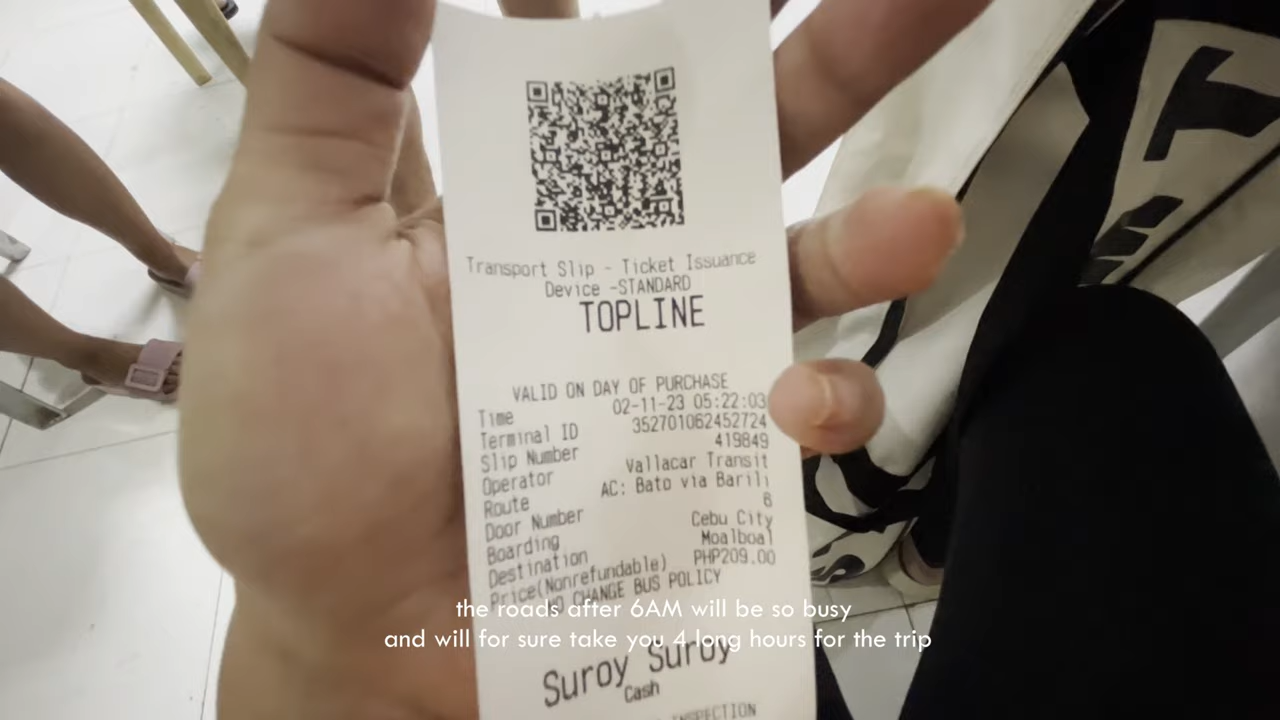 Transport Slip - Ticket Issuance
Device -STANDARD
TOPLINE
VALID ON DAY OF PURCHASE
Time 02-11-23 05:22:03
Terminal ID 352701062452724
Slip Number 419849
Operator Vallacar Transit
Route AC: Bato via Barili
Door Number 6
Boarding Cebu City
Destination Moalboal
Price(Nonrefundable) PHP209.00
NO CHANGE BUS POLICY
the roads after 6AM will be so busy
and will for sure take you 4 long hours for the trip
Suroy Suroy
Cash
INSPECTION